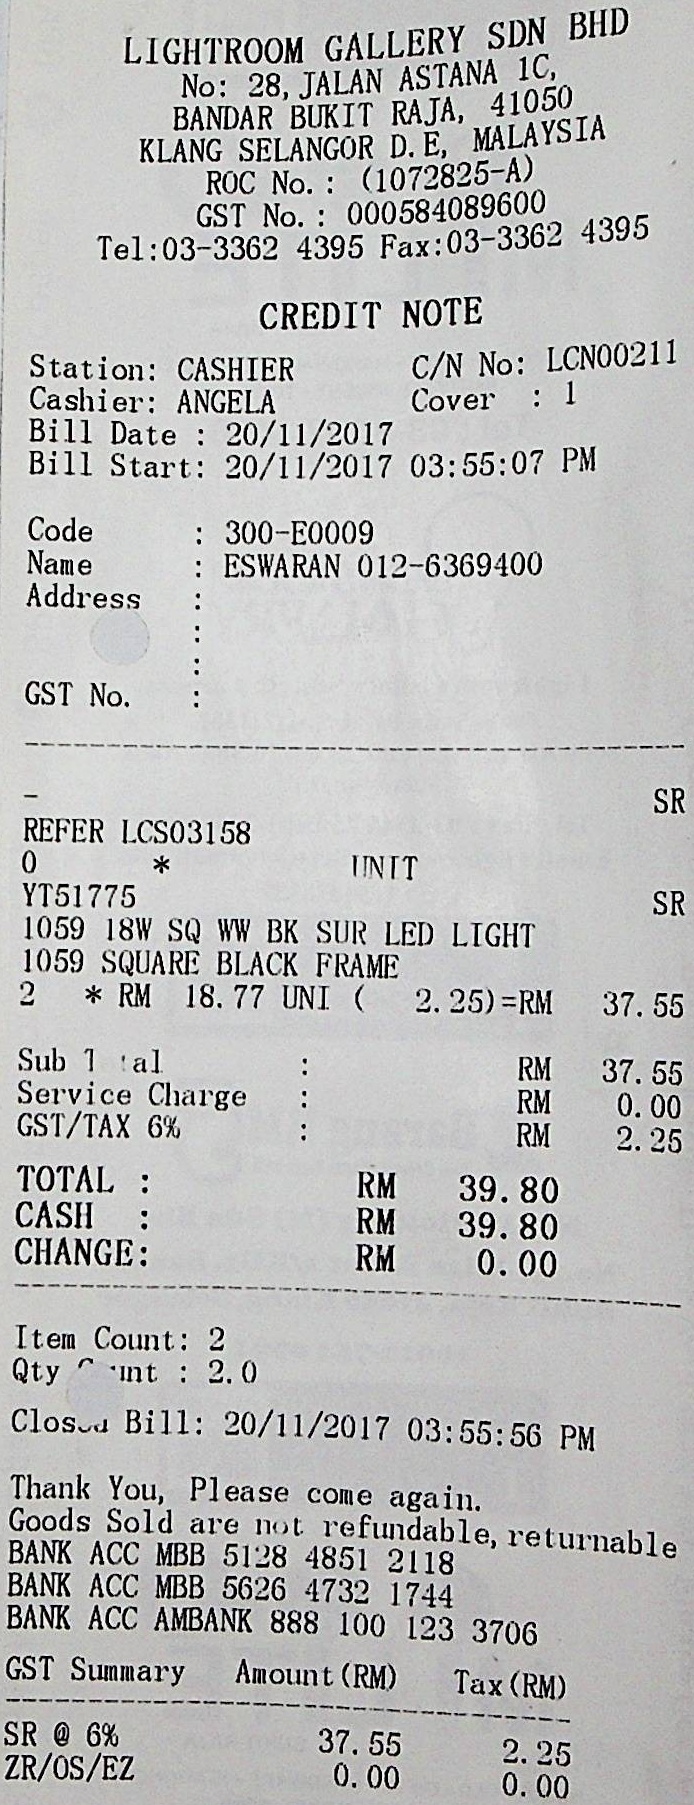 LIGHTROOM GALLERY SDN BHD
No: 28, JALAN ASTANA 1C,
BANDAR BUKIT RAJA, 41050
KLANG SELANGOR D.E, MALAYSIA
ROC No.: (1072825-A)
GST No.: 000584089600
Tel:03-3362 4395 Fax:03-3362 4395
CREDIT NOTE
Station: CASHIER C/N No: LCN00211
Cashier: ANGELA Cover : 1
Bill Date : 20/11/2017
Bill Start: 20/11/2017 03:55:07 PM
Code : 300-E0009
Name : ESWARAN 012-6369400
Address :
:
:
GST No. :
- SR
REFER LCS03158
0 * UNIT
YT51775 SR
1059 18W SQ WW BK SUR LED LIGHT
1059 SQUARE BLACK FRAME
2 * RM 18.77 UNI ( 2.25)=RM 37.55
Sub Total : RM 37.55
Service Charge : RM 0.00
GST/TAX 6% : RM 2.25
TOTAL : RM 39.80
CASH : RM 39.80
CHANGE: RM 0.00
Item Count: 2
Qty Count : 2.0
Closed Bill: 20/11/2017 03:55:56 PM
Thank You, Please come again.
Goods Sold are not refundable, returnable
BANK ACC MBB 5128 4851 2118
BANK ACC MBB 5626 4732 1744
BANK ACC AMBANK 888 100 123 3706
GST Summary Amount(RM) Tax(RM)
SR @ 6% 37.55 2.25
ZR/OS/EZ 0.00 0.00